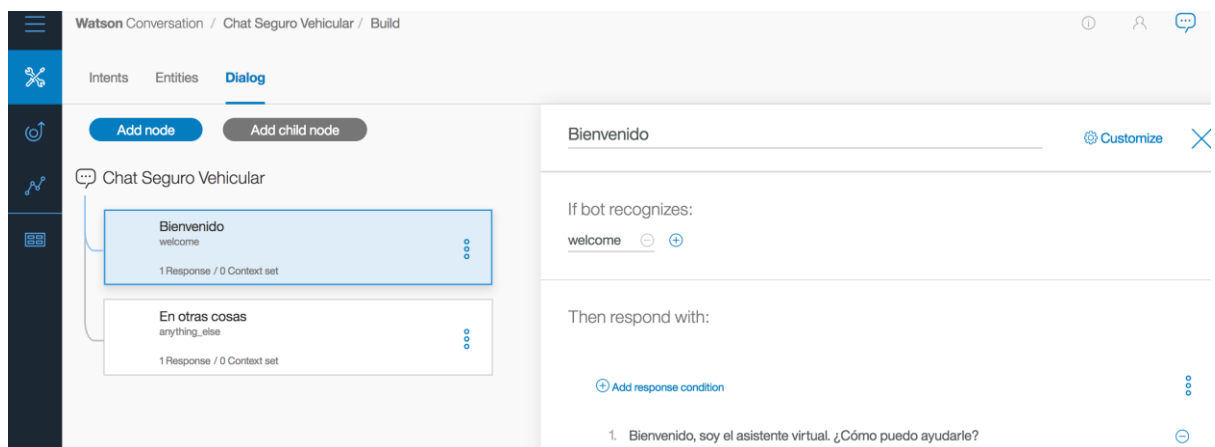 Watson Conversation / Chat Seguro Vehicular / Build
Intents Entities Dialog
Add node Add child node
Chat Seguro Vehicular
Bienvenido
welcome
1 Response / 0 Context set
En otras cosas
anything_else
1 Response / 0 Context set
Bienvenido
Customize
If bot recognizes:
welcome
Then respond with:
Add response condition
1. Bienvenido, soy el asistente virtual. ¿Cómo puedo ayudarle?